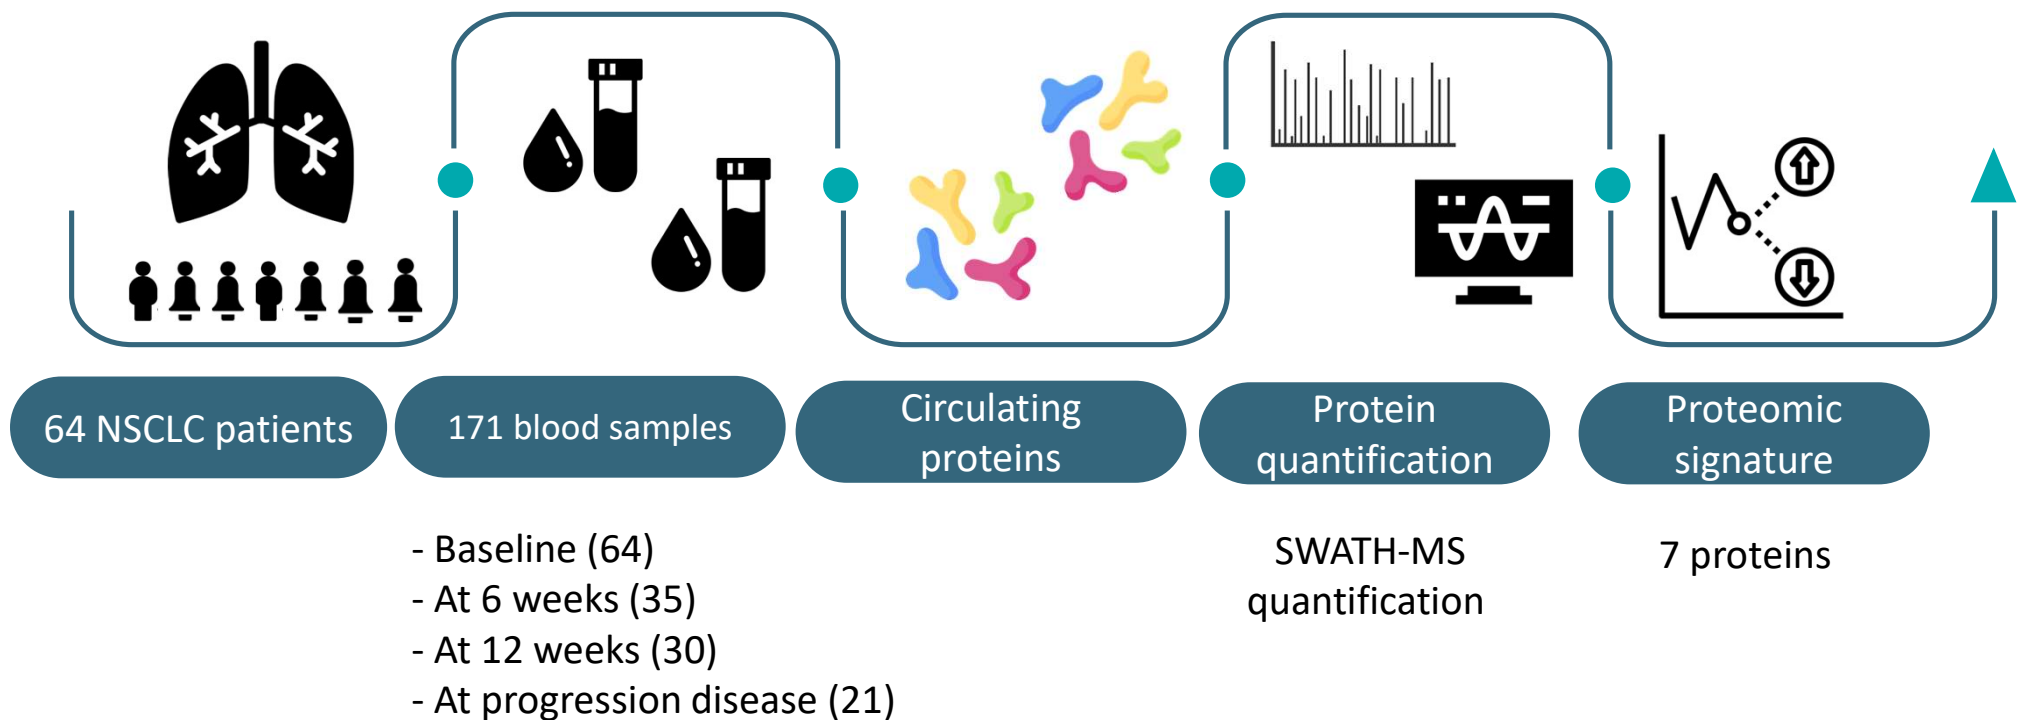 64 NSCLC patients
171 blood samples
Circulating
proteins
Protein
quantification
Proteomic
signature
- Baseline (64)
- At 6 weeks (35)
- At 12 weeks (30)
- At progression disease (21)
SWATH-MS
quantification
7 proteins